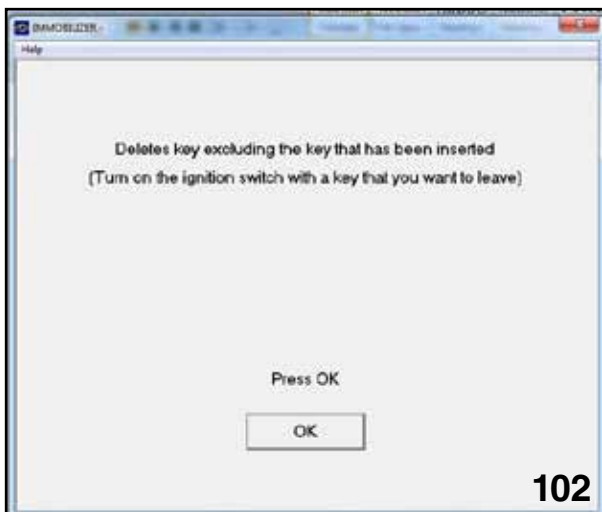 IMMOBILIZER
Help
Deletes key excluding the key that has been inserted
(Turn on the ignition switch with a key that you want to leave)
Press OK
OK
102